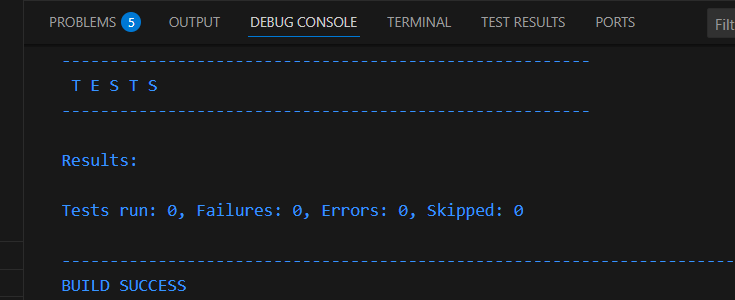 PROBLEMS 5 OUTPUT DEBUG CONSOLE TERMINAL TEST RESULTS PORTS Filt
-------------------------------------------------------
T E S T S
-------------------------------------------------------
Results:
Tests run: 0, Failures: 0, Errors: 0, Skipped: 0
----------------------------------------------------------------------
BUILD SUCCESS